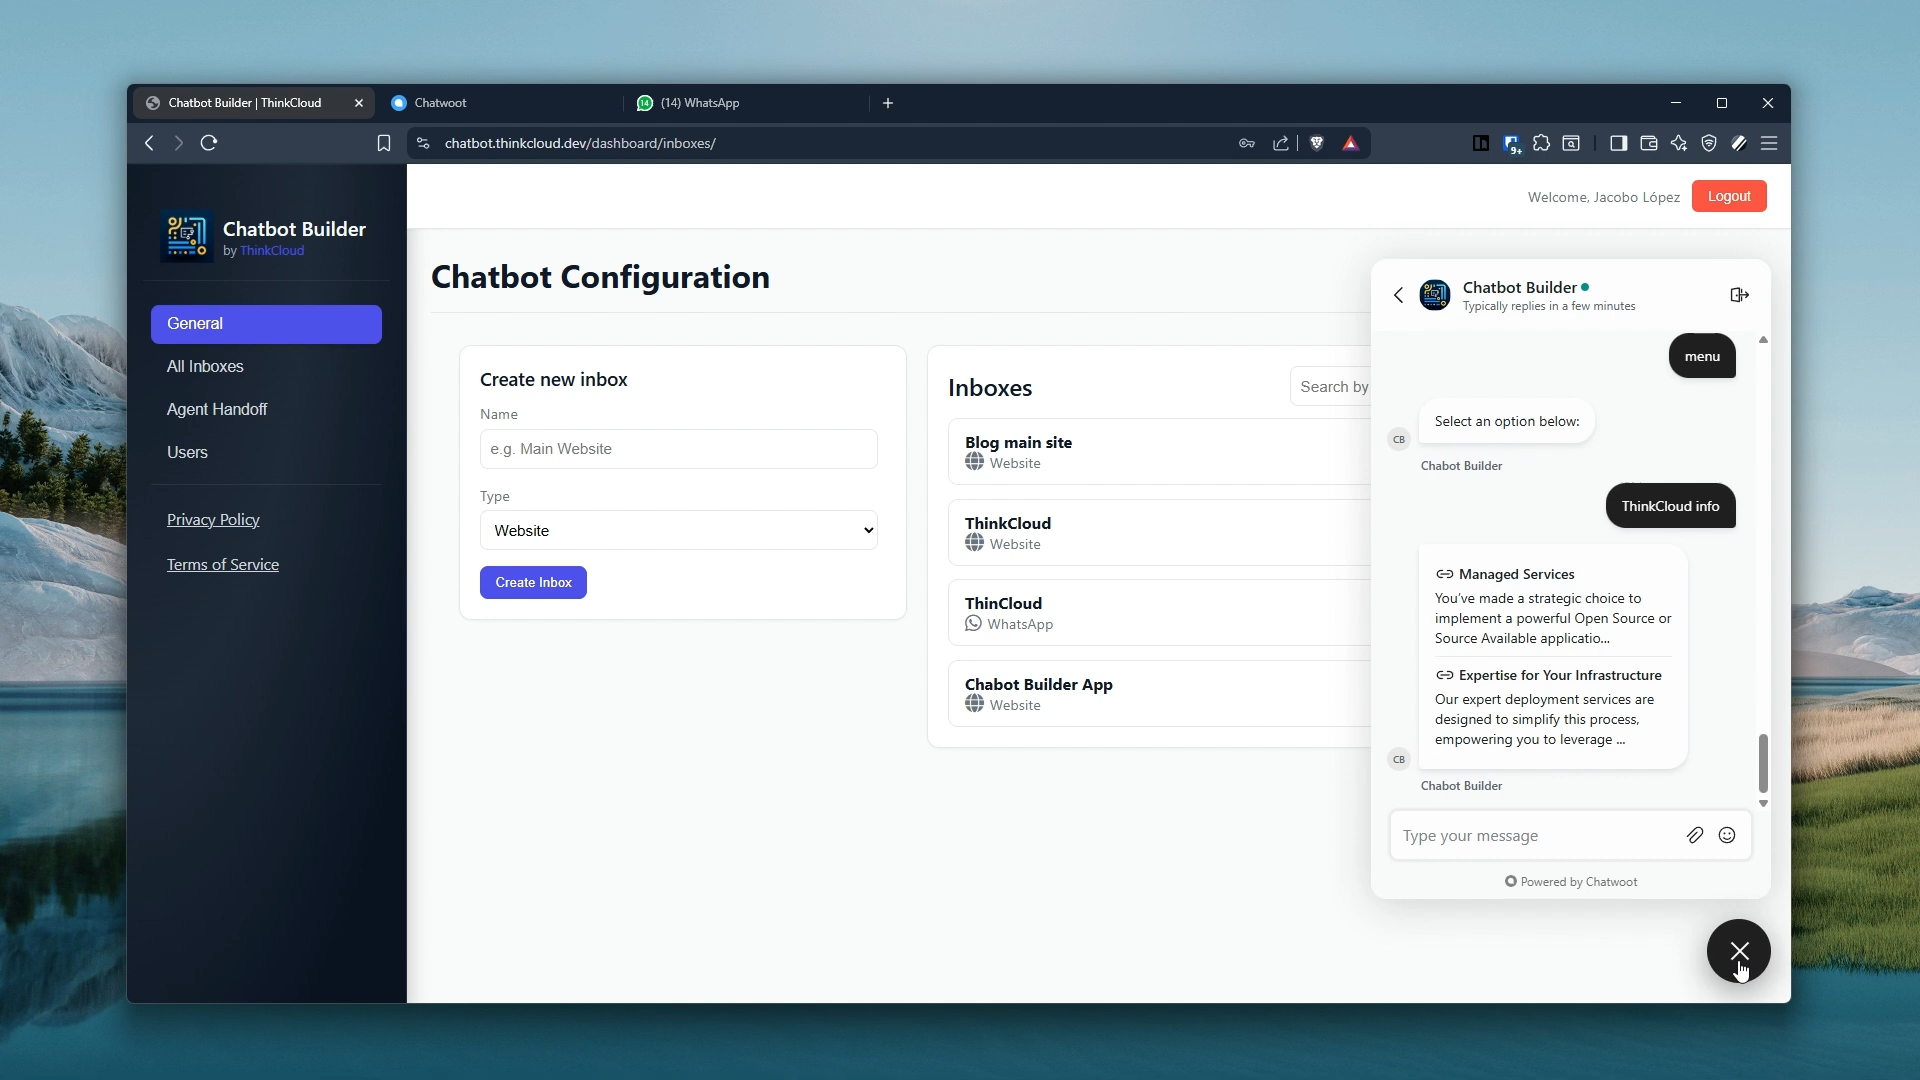 Chatbot Builder | ThinkCloud
Chatwoot
14
(14) WhatsApp
chatbot.thinkcloud.dev/dashboard/inboxes/
9+
Chatbot Builder
by ThinkCloud
General
All Inboxes
Agent Handoff
Users
Privacy Policy
Terms of Service
Welcome, Jacobo López
Logout
Chatbot Configuration
Create new inbox
Name
e.g. Main Website
Type
Website
Create Inbox
Inboxes
Search by
Blog main site
Website
ThinkCloud
Website
ThinCloud
WhatsApp
Chabot Builder App
Website
Chatbot Builder
Typically replies in a few minutes
menu
Select an option below:
CB
Chabot Builder
ThinkCloud info
Managed Services
You've made a strategic choice to
implement a powerful Open Source or
Source Available applicatio...
Expertise for Your Infrastructure
Our expert deployment services are
designed to simplify this process,
empowering you to leverage ...
CB
Chabot Builder
Type your message
Powered by Chatwoot